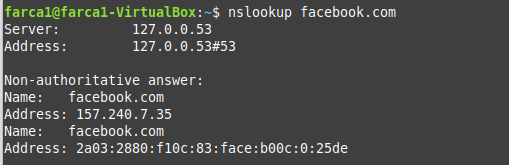 farca1@farca1-VirtualBox:~$ nslookup facebook.com
Server:         127.0.0.53
Address:        127.0.0.53#53

Non-authoritative answer:
Name:   facebook.com
Address: 157.240.7.35
Name:   facebook.com
Address: 2a03:2880:f10c:83:face:b00c:0:25de